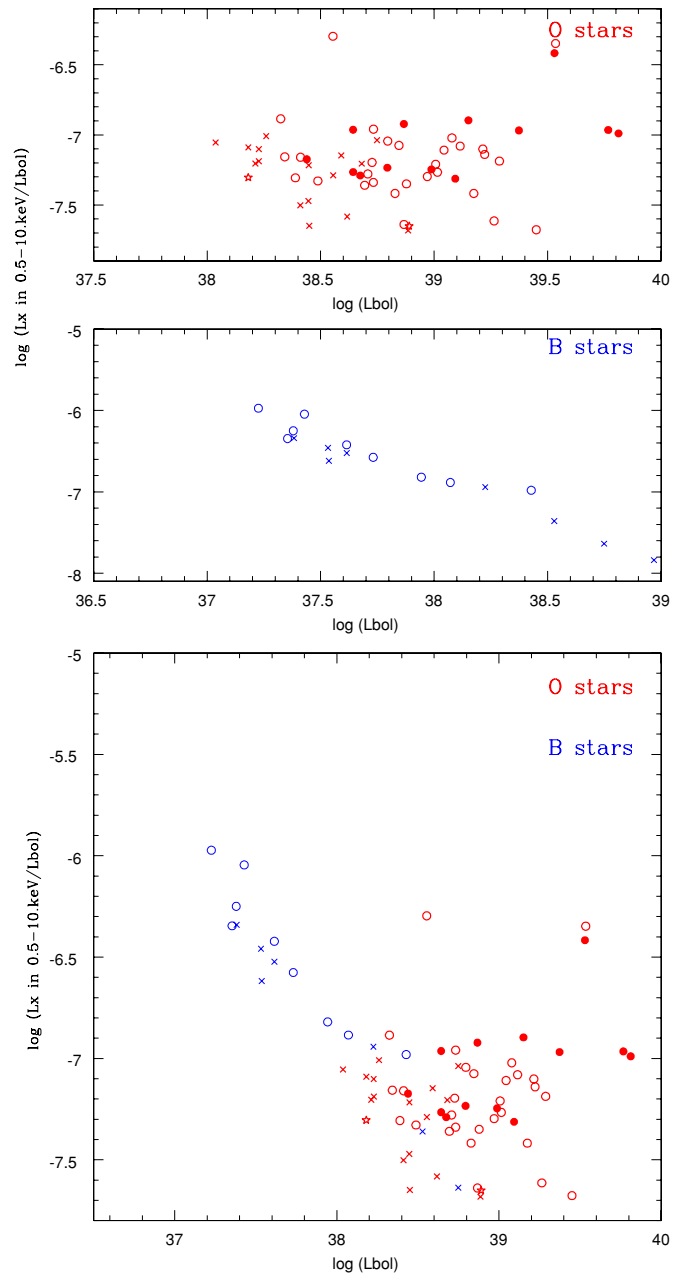 O stars
-6.5
-7
-7.5
37.5 38 38.5 39 39.5 40
log (Lbol)
log (Lx in 0.5-10.keV/Lbol)
B stars
-5
-6
-7
-8
36.5 37 37.5 38 38.5 39
log (Lbol)
O stars
B stars
-5
-5.5
-6
-6.5
-7
-7.5
log (Lx in 0.5-10.keV/Lbol)
37 38 39 40
log (Lbol)